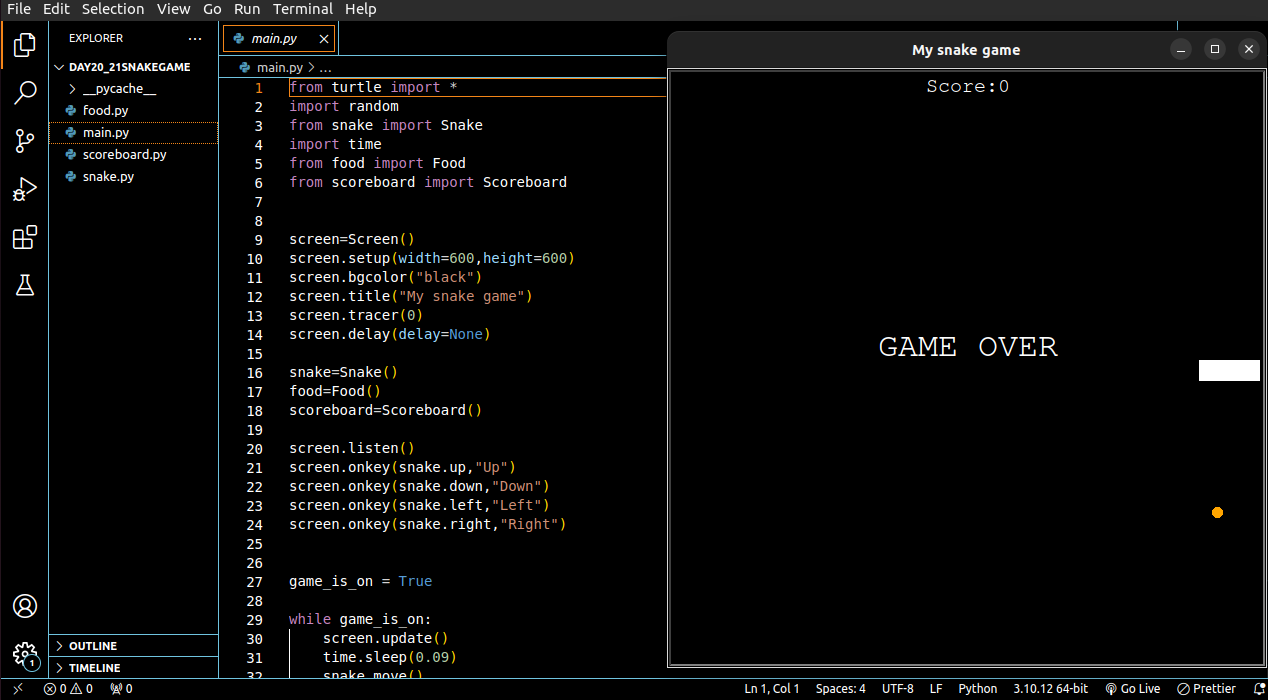 File Edit Selection View Go Run Terminal Help
EXPLORER ···
DAY20_21SNAKEGAME
__pycache__
food.py
main.py
scoreboard.py
snake.py
OUTLINE
TIMELINE
main.py
main.py > ...
1 from turtle import *
2 import random
3 from snake import Snake
4 import time
5 from food import Food
6 from scoreboard import Scoreboard
7
8
9 screen=Screen()
10 screen.setup(width=600,height=600)
11 screen.bgcolor("black")
12 screen.title("My snake game")
13 screen.tracer(0)
14 screen.delay(delay=None)
15
16 snake=Snake()
17 food=Food()
18 scoreboard=Scoreboard()
19
20 screen.listen()
21 screen.onkey(snake.up,"Up")
22 screen.onkey(snake.down,"Down")
23 screen.onkey(snake.left,"Left")
24 screen.onkey(snake.right,"Right")
25
26
27 game_is_on = True
28
29 while game_is_on:
30     screen.update()
31     time.sleep(0.09)
32     snake.move()
My snake game
Score:0
GAME OVER
1
0 0 0
Ln 1, Col 1 Spaces: 4 UTF-8 LF Python 3.10.12 64-bit Go Live Prettier